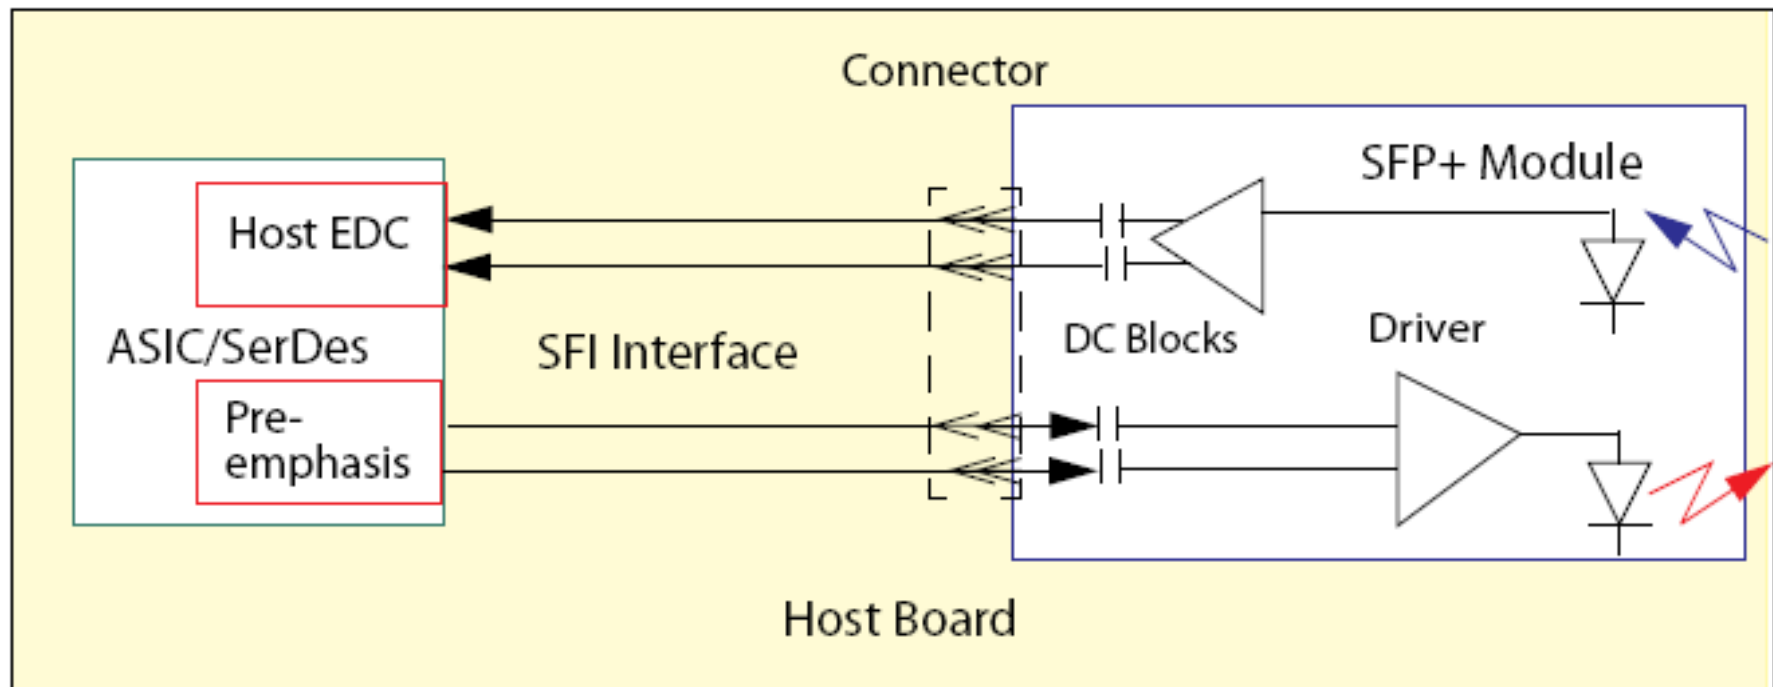 Connector
SFP+ Module
Host EDC
ASIC/SerDes
SFI Interface
DC Blocks
Driver
Pre-
emphasis
Host Board